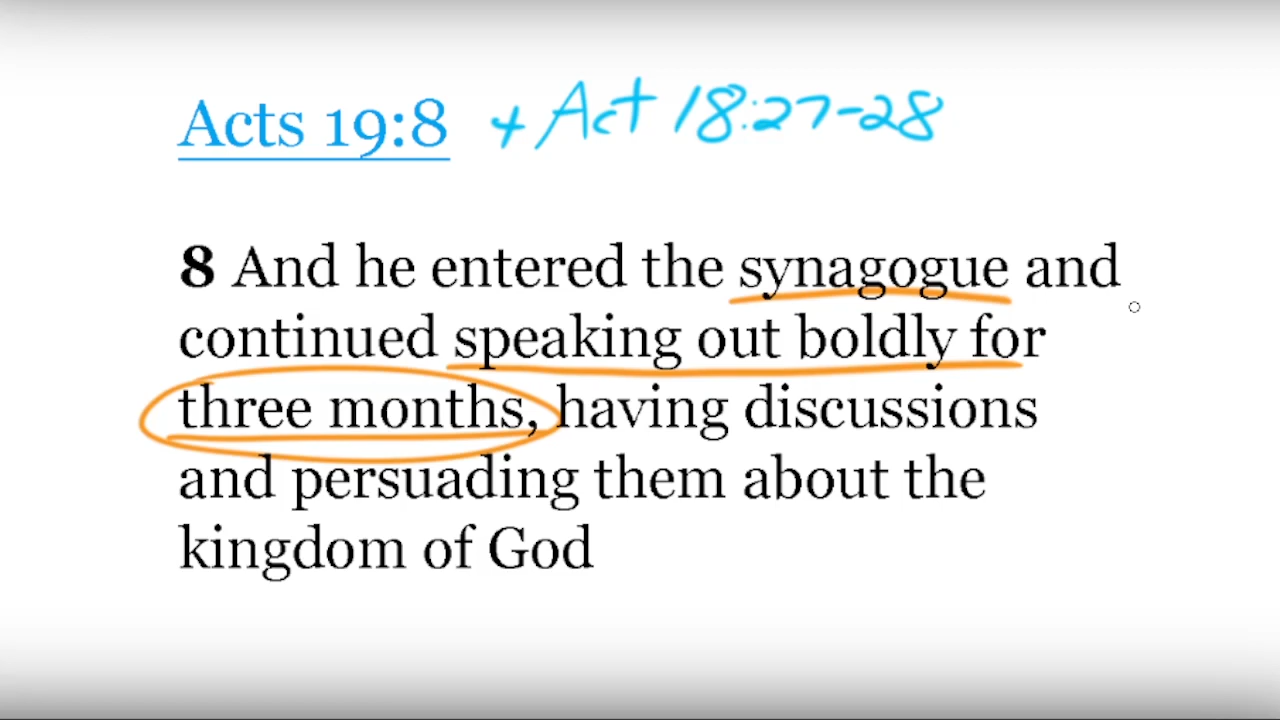 Acts 19:8 + Act 18:27-28
8 And he entered the synagogue and
continued speaking out boldly for
three months, having discussions
and persuading them about the
kingdom of God